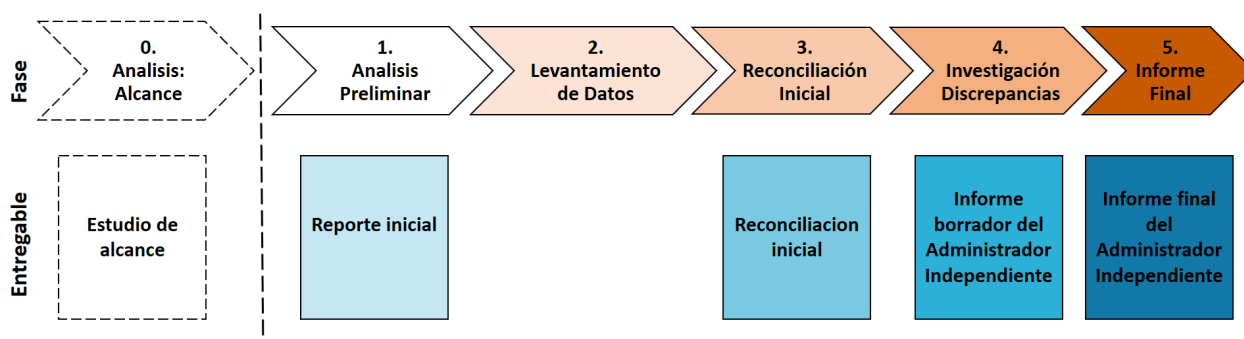 Fase
0.
Analisis:
Alcance
1.
Analisis
Preliminar
2.
Levantamiento
de Datos
3.
Reconciliación
Inicial
4.
Investigación
Discrepancias
5.
Informe
Final
Entregable
Estudio de
alcance
Reporte inicial
Reconciliacion
inicial
Informe
borrador del
Administrador
Independiente
Informe final
del
Administrador
Independiente